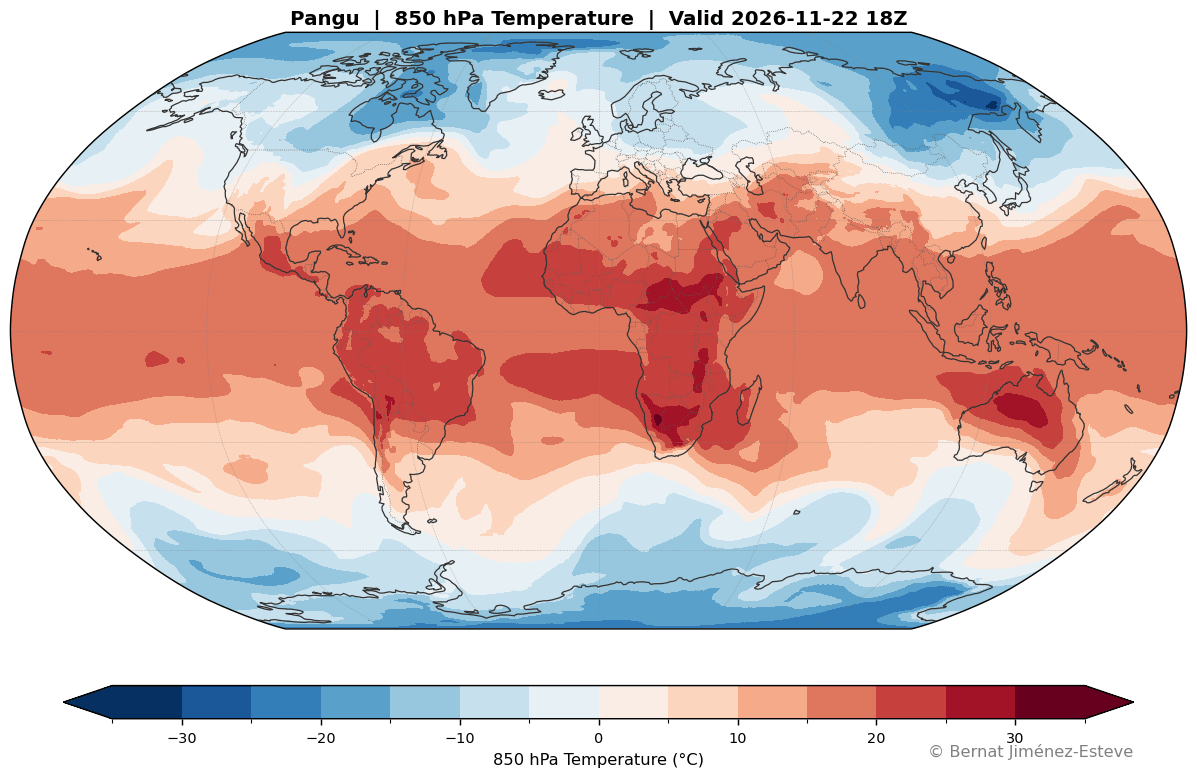 Pangu  |  850 hPa Temperature  |  Valid 2026-11-22 18Z
−30 −20 −10 0 10 20 30
850 hPa Temperature (°C)
© Bernat Jiménez-Esteve